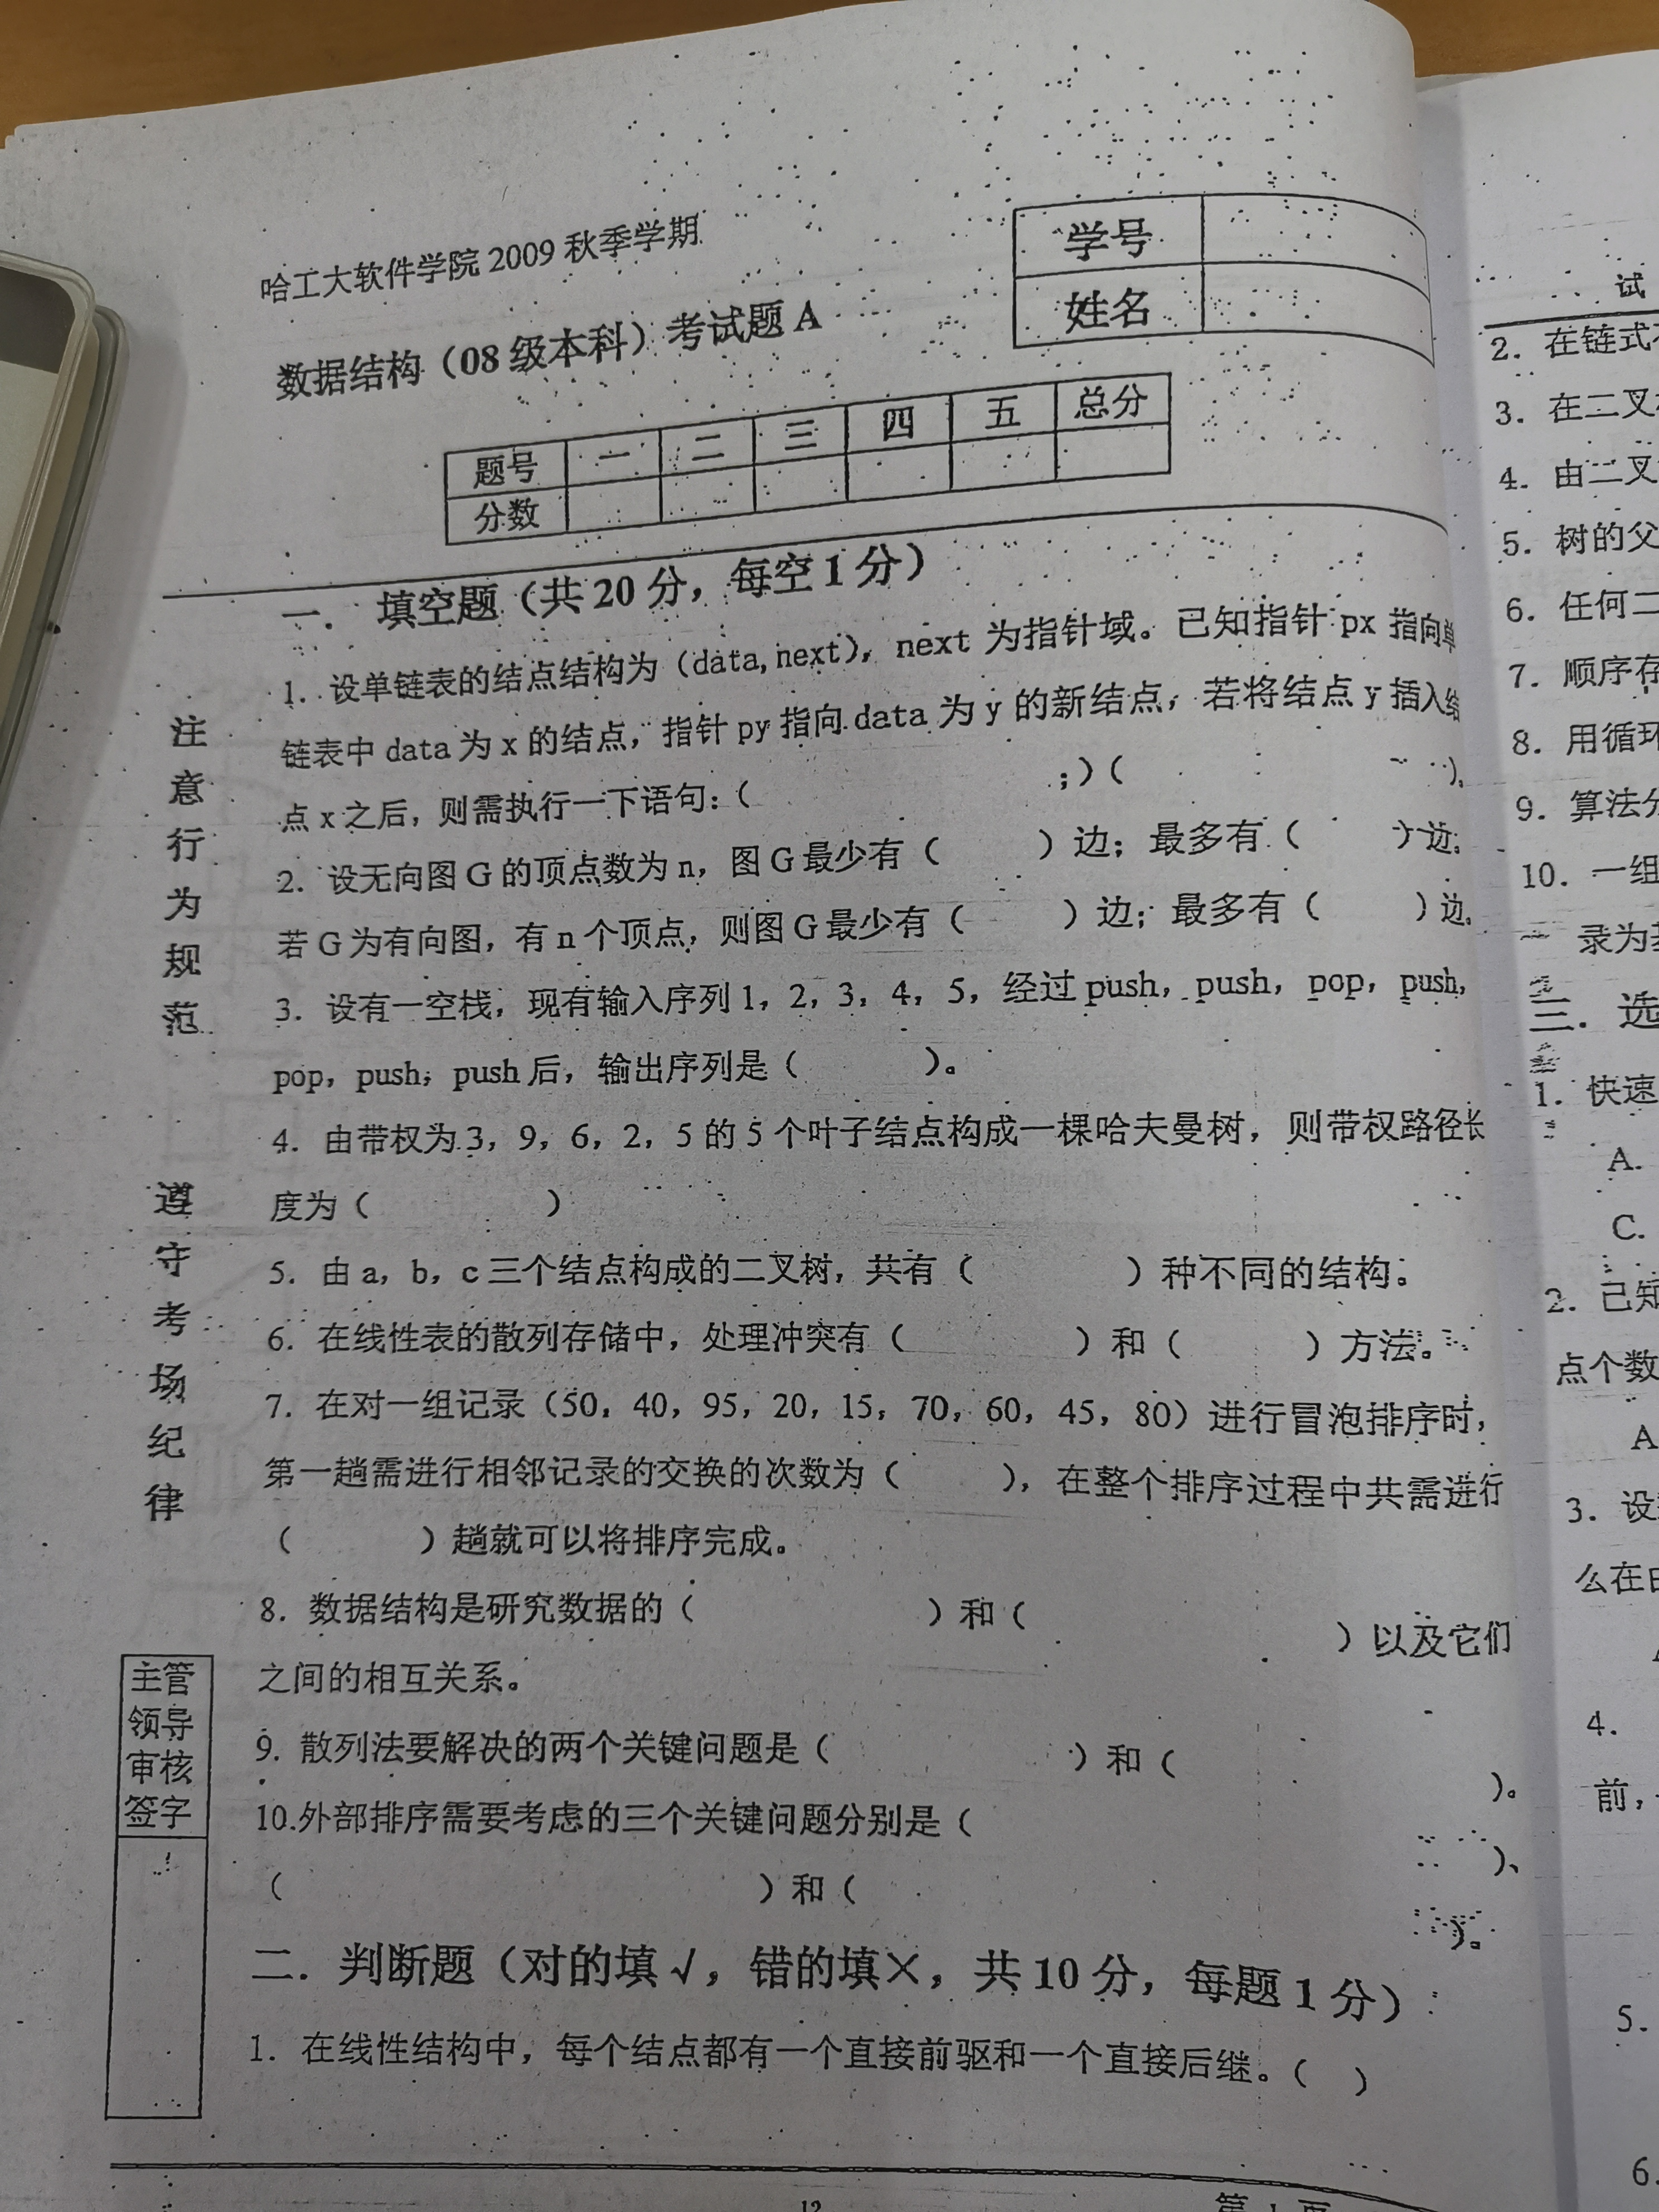 哈工大软件学院 2009 秋季学期
数据结构（08 级本科）考试题 A
学号
姓名
题号 一 二 三 四 五 总分
分数
一． 填空题（共 20 分，每空 1 分）
1. 设单链表的结点结构为（data, next），next 为指针域。已知指针 px 指向单
链表中 data 为 x 的结点，指针 py 指向 data 为 y 的新结点，若将结点 y 插入结
点 x 之后，则需执行一下语句：（ ；）（ ）。
2. 设无向图 G 的顶点数为 n，图 G 最少有（ ）边；最多有（ ）边；
若 G 为有向图，有 n 个顶点，则图 G 最少有（ ）边；最多有（ ）边。
3. 设有一空栈，现有输入序列 1，2，3，4，5，经过 push，push，pop，push，
pop，push，push 后，输出序列是（ ）。
4. 由带权为 3，9，6，2，5 的 5 个叶子结点构成一棵哈夫曼树，则带权路径长
度为（ ）
5. 由 a，b，c 三个结点构成的二叉树，共有（ ）种不同的结构。
6. 在线性表的散列存储中，处理冲突有（ ）和（ ）方法。
7. 在对一组记录（50，40，95，20，15，70，60，45，80）进行冒泡排序时，
第一趟需进行相邻记录的交换的次数为（ ），在整个排序过程中共需进行
（ ）趟就可以将排序完成。
8. 数据结构是研究数据的（ ）和（ ）以及它们
之间的相互关系。
9. 散列法要解决的两个关键问题是（ ）和（ ）。
10.外部排序需要考虑的三个关键问题分别是（ ）、
（ ）和（ ）。
二．判断题（对的填√，错的填×，共 10 分，每题 1 分）
1. 在线性结构中，每个结点都有一个直接前驱和一个直接后继。（ ）
注意行为规范
遵守考场纪律
主管
领导
审核
签字
12
试
2. 在链式
3. 在二叉
4. 由二叉
5. 树的父
6. 任何二
7. 顺序存
8. 用循环
9. 算法分
10. 一组
录为
三．选
1. 快速
A.
C.
2. 已知
点个数
A
3. 设
么在
4.
前，
5.
6.